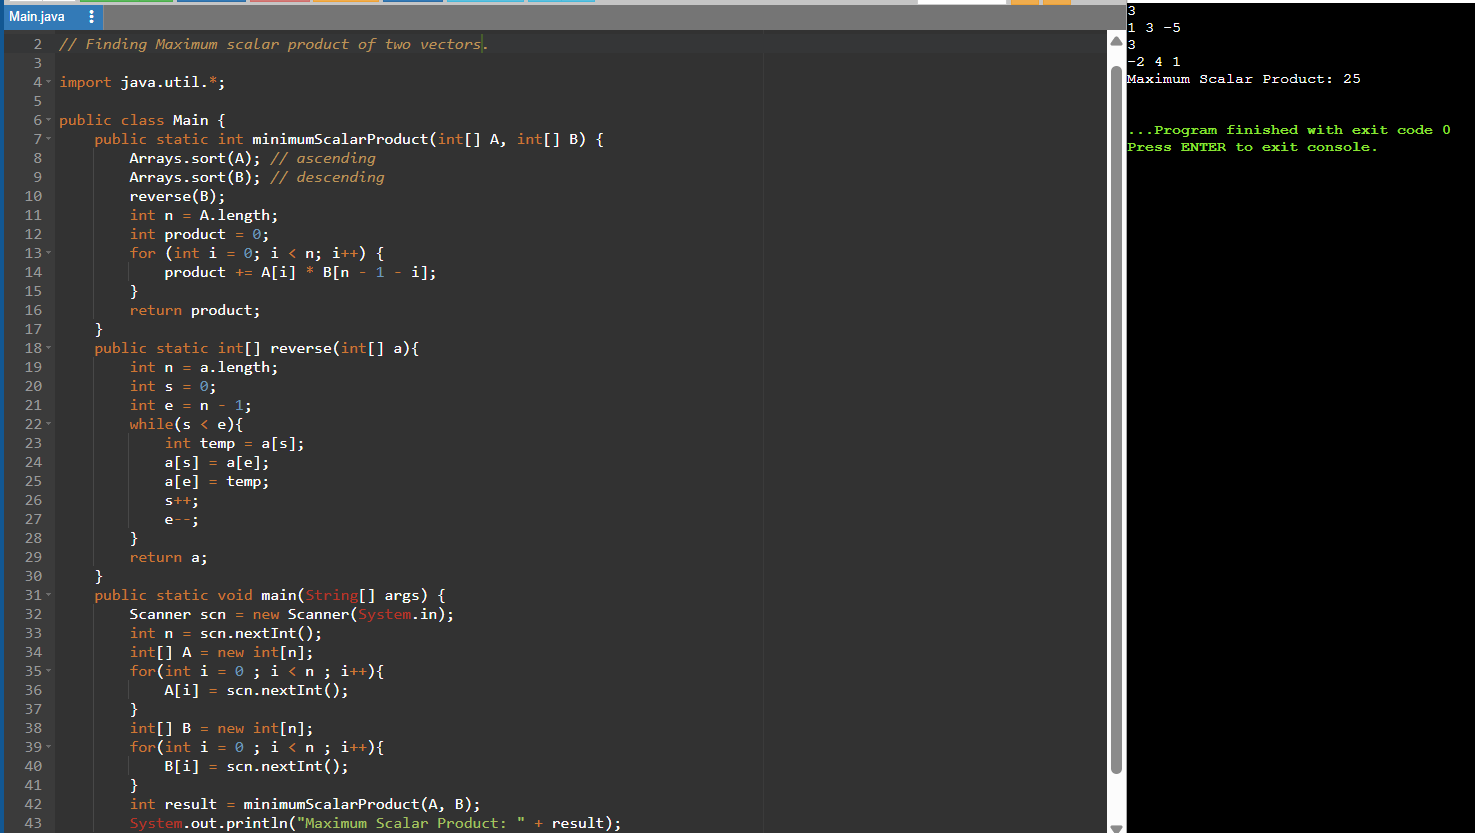 Main.java
2 // Finding Maximum scalar product of two vectors.
3
4 import java.util.*;
5
6 public class Main {
7 public static int minimumScalarProduct(int[] A, int[] B) {
8 Arrays.sort(A); // ascending
9 Arrays.sort(B); // descending
10 reverse(B);
11 int n = A.length;
12 int product = 0;
13 for (int i = 0; i < n; i++) {
14 product += A[i] * B[n - 1 - i];
15 }
16 return product;
17 }
18 public static int[] reverse(int[] a){
19 int n = a.length;
20 int s = 0;
21 int e = n - 1;
22 while(s < e){
23 int temp = a[s];
24 a[s] = a[e];
25 a[e] = temp;
26 s++;
27 e--;
28 }
29 return a;
30 }
31 public static void main(String[] args) {
32 Scanner scn = new Scanner(System.in);
33 int n = scn.nextInt();
34 int[] A = new int[n];
35 for(int i = 0 ; i < n ; i++){
36 A[i] = scn.nextInt();
37 }
38 int[] B = new int[n];
39 for(int i = 0 ; i < n ; i++){
40 B[i] = scn.nextInt();
41 }
42 int result = minimumScalarProduct(A, B);
43 System.out.println("Maximum Scalar Product: " + result);
3
1 3 -5
3
-2 4 1
Maximum Scalar Product: 25
...Program finished with exit code 0
Press ENTER to exit console.